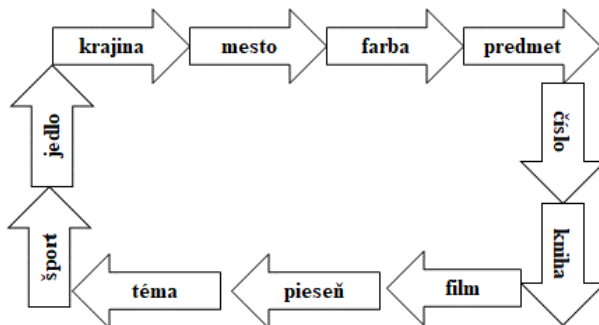 krajina
mesto
farba
predmet
číslo
kniha
film
pieseň
téma
šport
jedlo